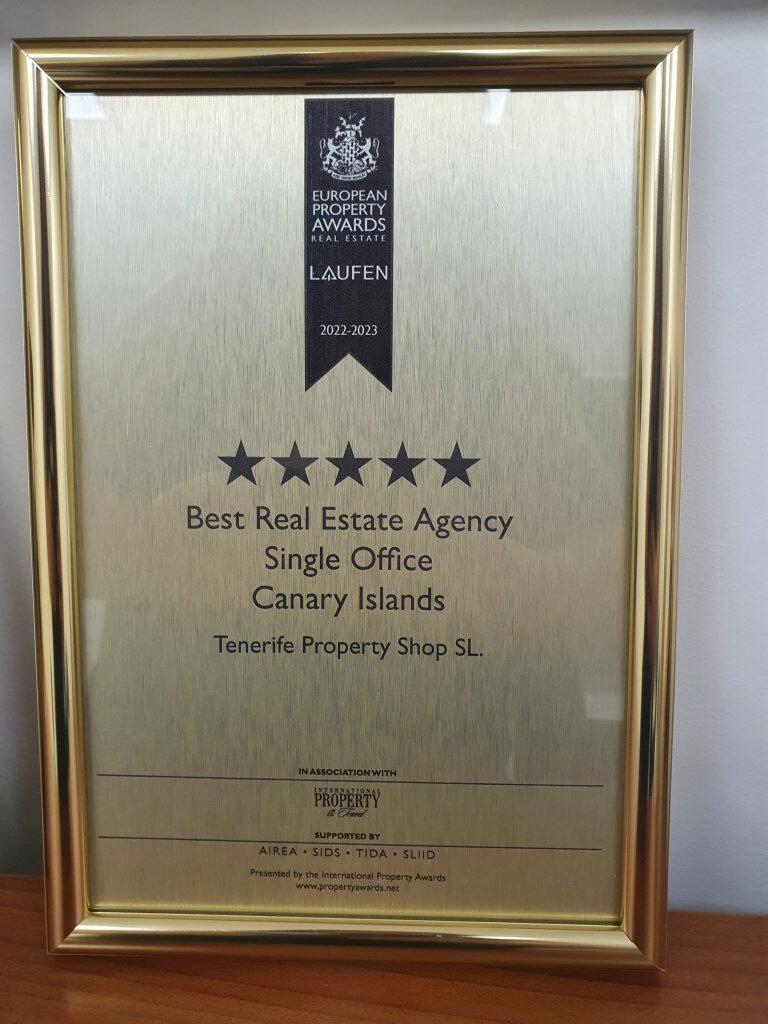 EUROPEAN
PROPERTY
AWARDS
REAL ESTATE
LAUFEN
2022-2023
Best Real Estate Agency
Single Office
Canary Islands
Tenerife Property Shop SL.
IN ASSOCIATION WITH
INTERNATIONAL
PROPERTY
& Travel
SUPPORTED BY
AIREA • SIDS • TIDA • SLIID
Presented by the International Property Awards
www.propertyawards.net